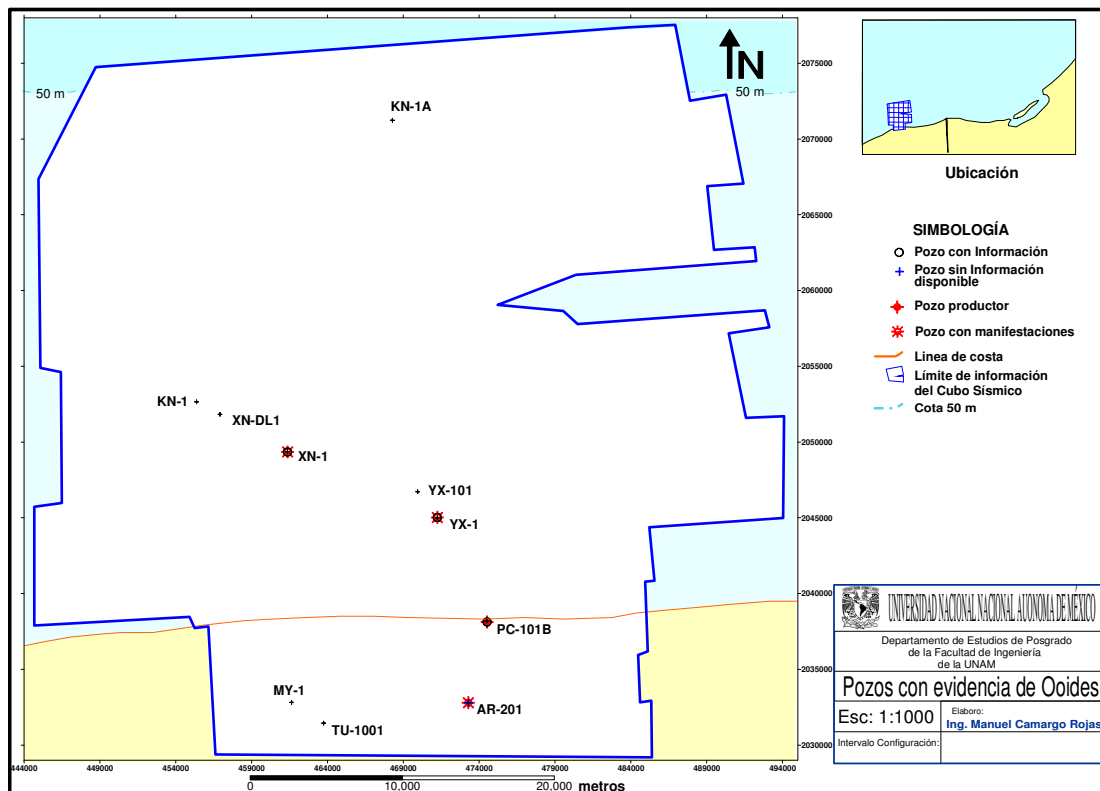 50 m
50 m
N
KN-1A
KN-1
XN-DL1
XN-1
YX-101
YX-1
PC-101B
MY-1
TU-1001
AR-201
2075000
2070000
2065000
2060000
2055000
2050000
2045000
2040000
2035000
2030000
444000
449000
454000
459000
464000
469000
474000
479000
484000
489000
494000
0
10,000
20,000
metros
Ubicación
SIMBOLOGÍA
Pozo con Información
Pozo sin Información
disponible
Pozo productor
Pozo con manifestaciones
Linea de costa
Límite de información
del Cubo Sísmico
Cota 50 m
UNIVERSIDAD NACIONAL NACIONAL AUTONOMA DE MÉXICO
Departamento de Estudios de Posgrado
de la Facultad de Ingeniería
de la UNAM
Pozos con evidencia de Ooides
Esc: 1:1000
Elaboro:
Ing. Manuel Camargo Rojas
Intervalo Configuración: